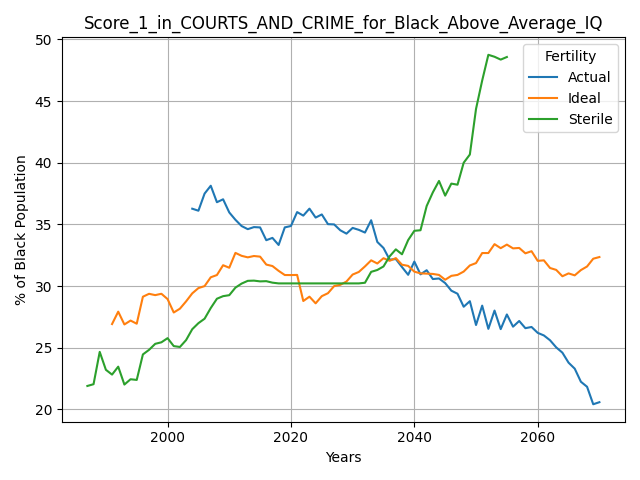 Score_1_in_COURTS_AND_CRIME_for_Black_Above_Average_IQ
% of Black Population
50
45
40
35
30
25
20
Fertility
Actual
Ideal
Sterile
2000
2020
2040
2060
Years